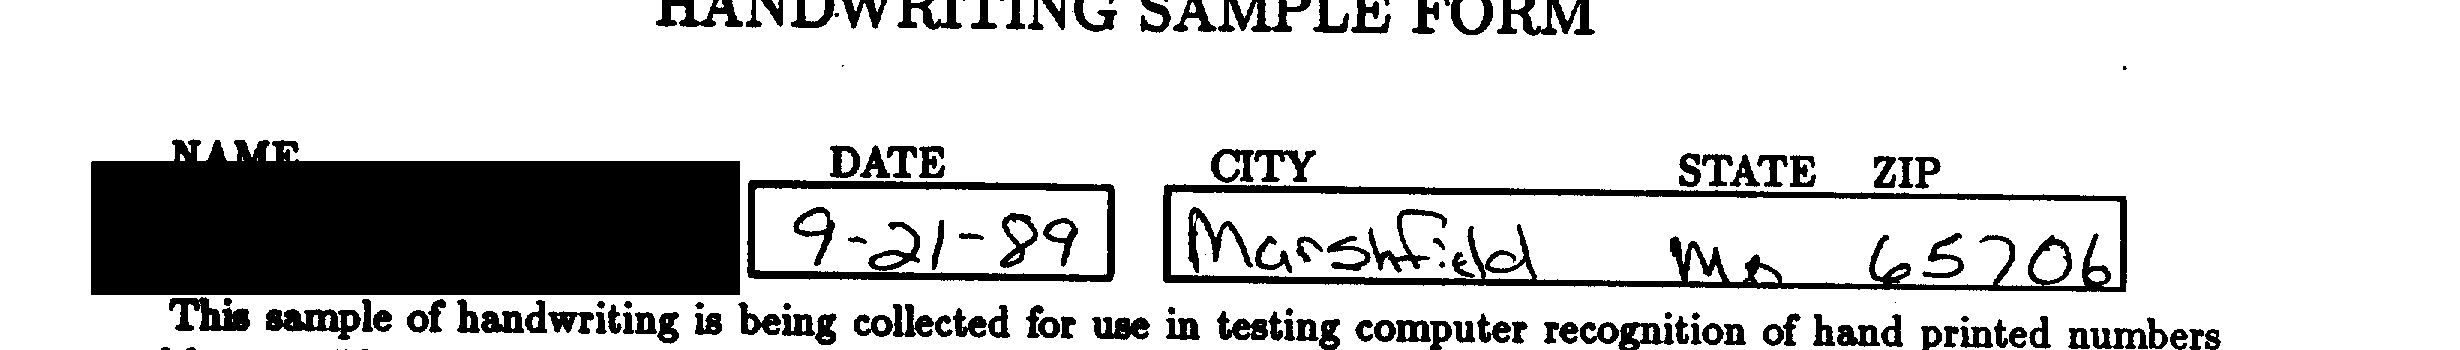 HANDWRITING SAMPLE FORM
NAME DATE CITY STATE ZIP
9-21-89 Marshfield Mo 65706
This sample of handwriting is being collected for use in testing computer recognition of hand printed numbers